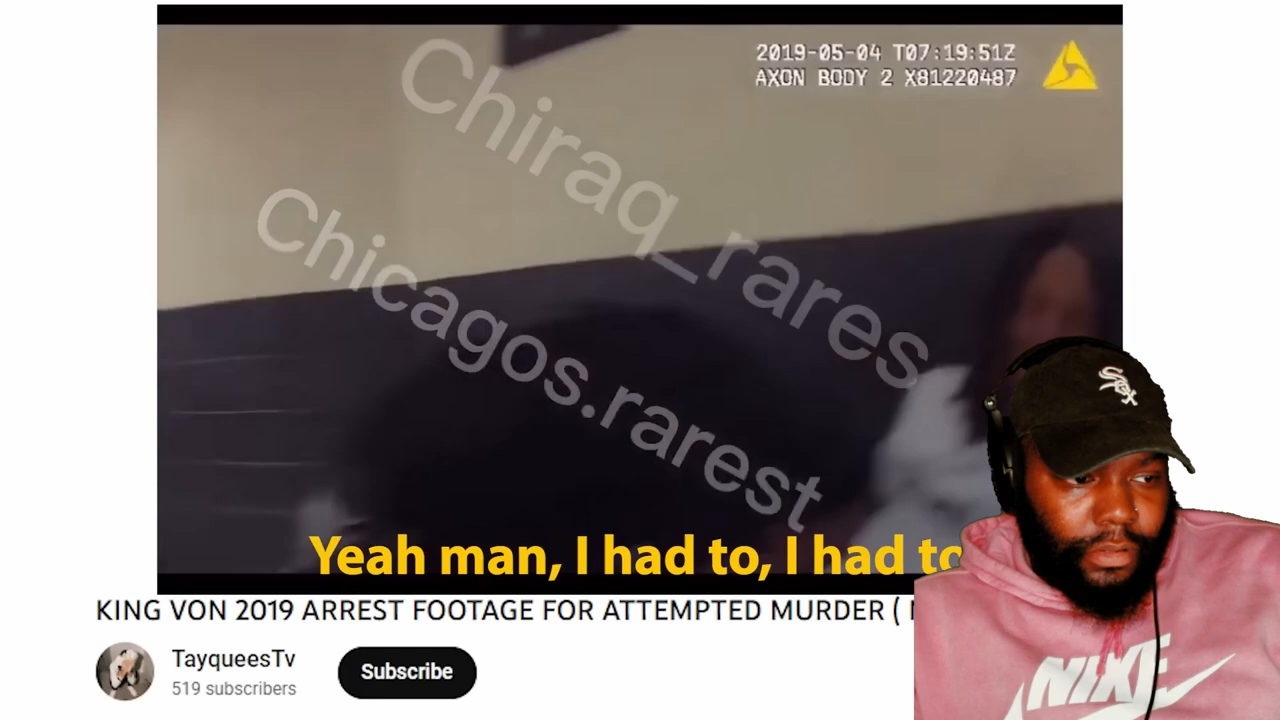 2019-05-04 T07:19:51Z
AXON BODY 2 X81220487
Chiraq_rares
Chicagos.rarest
Yeah man, I had to, I had to
KING VON 2019 ARREST FOOTAGE FOR ATTEMPTED MURDER (
TayqueesTv
519 subscribers
Subscribe
Sox
NIKE